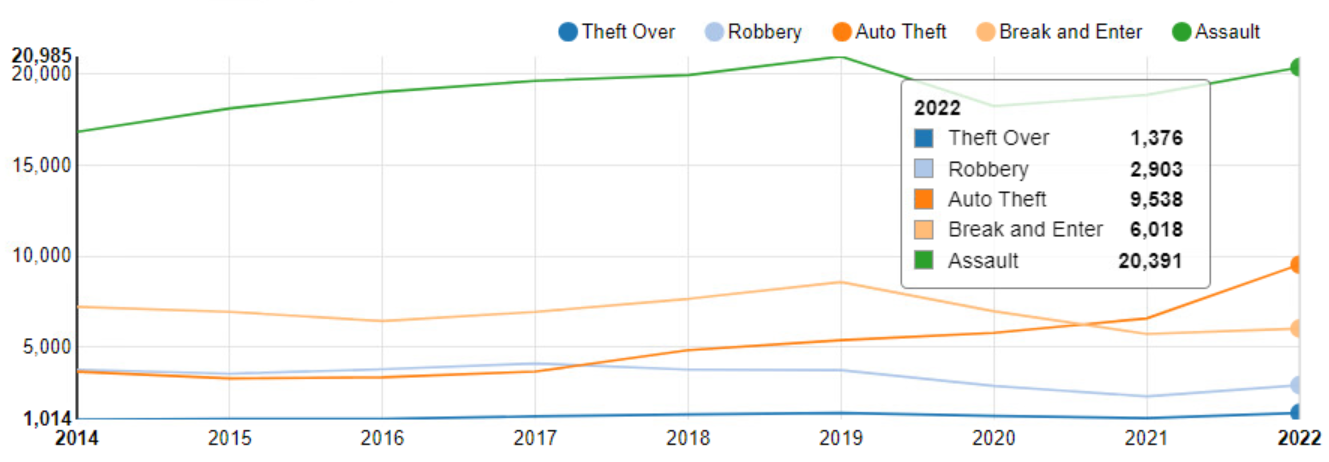 Theft Over Robbery Auto Theft Break and Enter Assault
20,985
20,000
2022
Theft Over 1,376
15,000
Robbery 2,903
Auto Theft 9,538
Break and Enter 6,018
10,000
Assault 20,391
5,000
1,014
2014 2015 2016 2017 2018 2019 2020 2021 2022